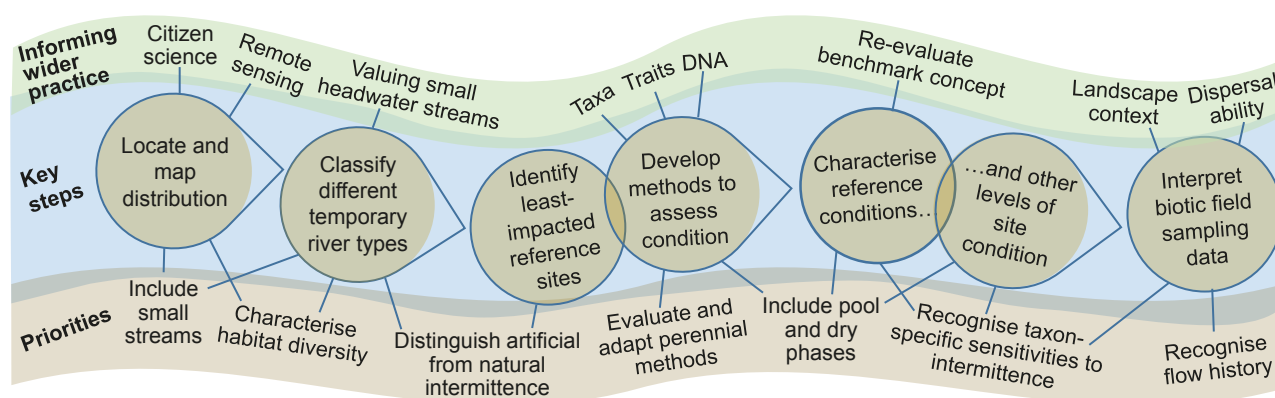 Informing
wider
practice
Citizen
science
Remote
sensing
Valuing small
headwater streams
Taxa
Traits
DNA
Re-evaluate
benchmark concept
Landscape
context
Dispersal
ability
Key
steps
Locate and
map
distribution
Classify
different
temporary
river types
Identify
least-
impacted
reference
sites
Develop
methods to
assess
condition
Characterise
reference
conditions…
…and other
levels of
site
condition
Interpret
biotic field
sampling
data
Priorities
Include
small
streams
Characterise
habitat diversity
Distinguish artificial
from natural
intermittence
Evaluate and
adapt perennial
methods
Include pool
and dry
phases
Recognise taxon-
specific sensitivities to
intermittence
Recognise
flow history